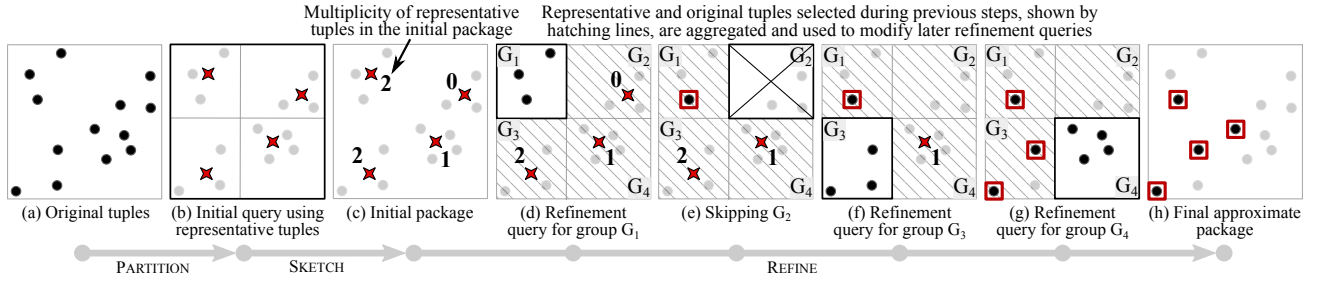 Multiplicity of representative
tuples in the initial package
Representative and original tuples selected during previous steps, shown by
hatching lines, are aggregated and used to modify later refinement queries
2
0
1
2
G1
G2
0
G3
2
1
G4
G1
G2
G3
2
1
G4
G1
G2
G3
1
G4
G1
G2
G3
G4
(a) Original tuples
(b) Initial query using
representative tuples
(c) Initial package
(d) Refinement
query for group G1
(e) Skipping G2
(f) Refinement
query for group G3
(g) Refinement
query for group G4
(h) Final approximate
package
PARTITION
SKETCH
REFINE